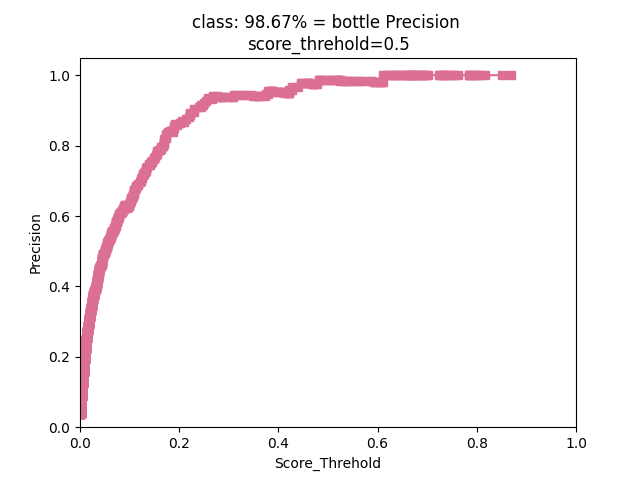 class: 98.67% = bottle Precision
score_threhold=0.5
1.0
0.8
0.6
0.4
0.2
0.0
Precision
0.0 0.2 0.4 0.6 0.8 1.0
Score_Threhold